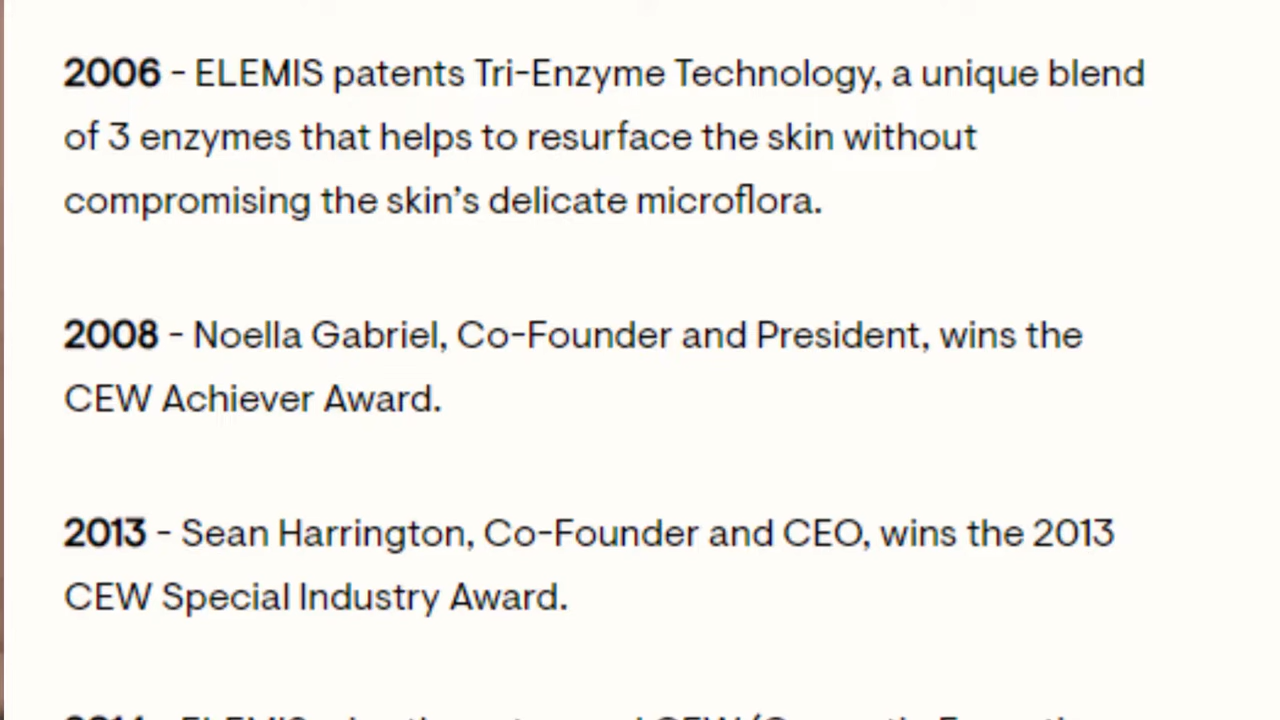 2006 - ELEMIS patents Tri-Enzyme Technology, a unique blend
of 3 enzymes that helps to resurface the skin without
compromising the skin’s delicate microflora.
2008 - Noella Gabriel, Co-Founder and President, wins the
CEW Achiever Award.
2013 - Sean Harrington, Co-Founder and CEO, wins the 2013
CEW Special Industry Award.